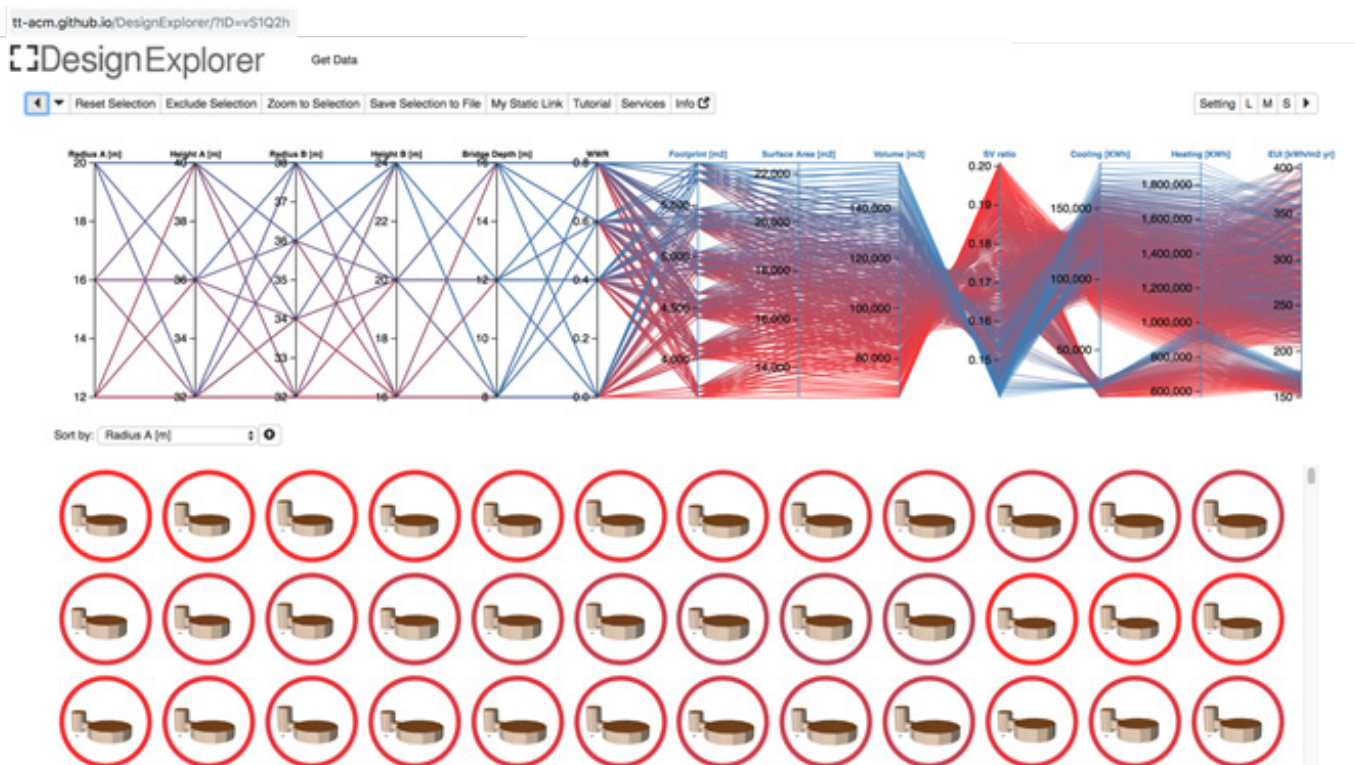 tt-acm.github.io/DesignExplorer/?ID=vS1Q2h
DesignExplorer Get Data
Reset Selection Exclude Selection Zoom to Selection Save Selection to File My Static Link Tutorial Services Info Setting L M S
Radius A [m] Height A [m] Radius B [m] Height B [m] Bridge Depth [m] WWR Footprint [m2] Surface Area [m2] Volume [m3] SV ratio Cooling [KWh] Heating [KWh] EUI [kWh/m2 yr]
20 40 38 24 16 0.8 0.20 400
22,000 1,800,000
18 38 37 22 14 0.6 5,500 20,000 140,000 0.19 150,000 1,600,000 350
36 5,000 18,000 120,000 0.18 1,400,000 300
16 36 35 20 12 0.4 4,500 16,000 100,000 0.17 100,000 1,200,000 250
34 1,000,000
14 34 33 18 10 0.2 4,000 14,000 80,000 0.16 50,000 800,000 200
0.15
12 32 32 16 8 0.0 600,000 150
Sort by: Radius A [m]